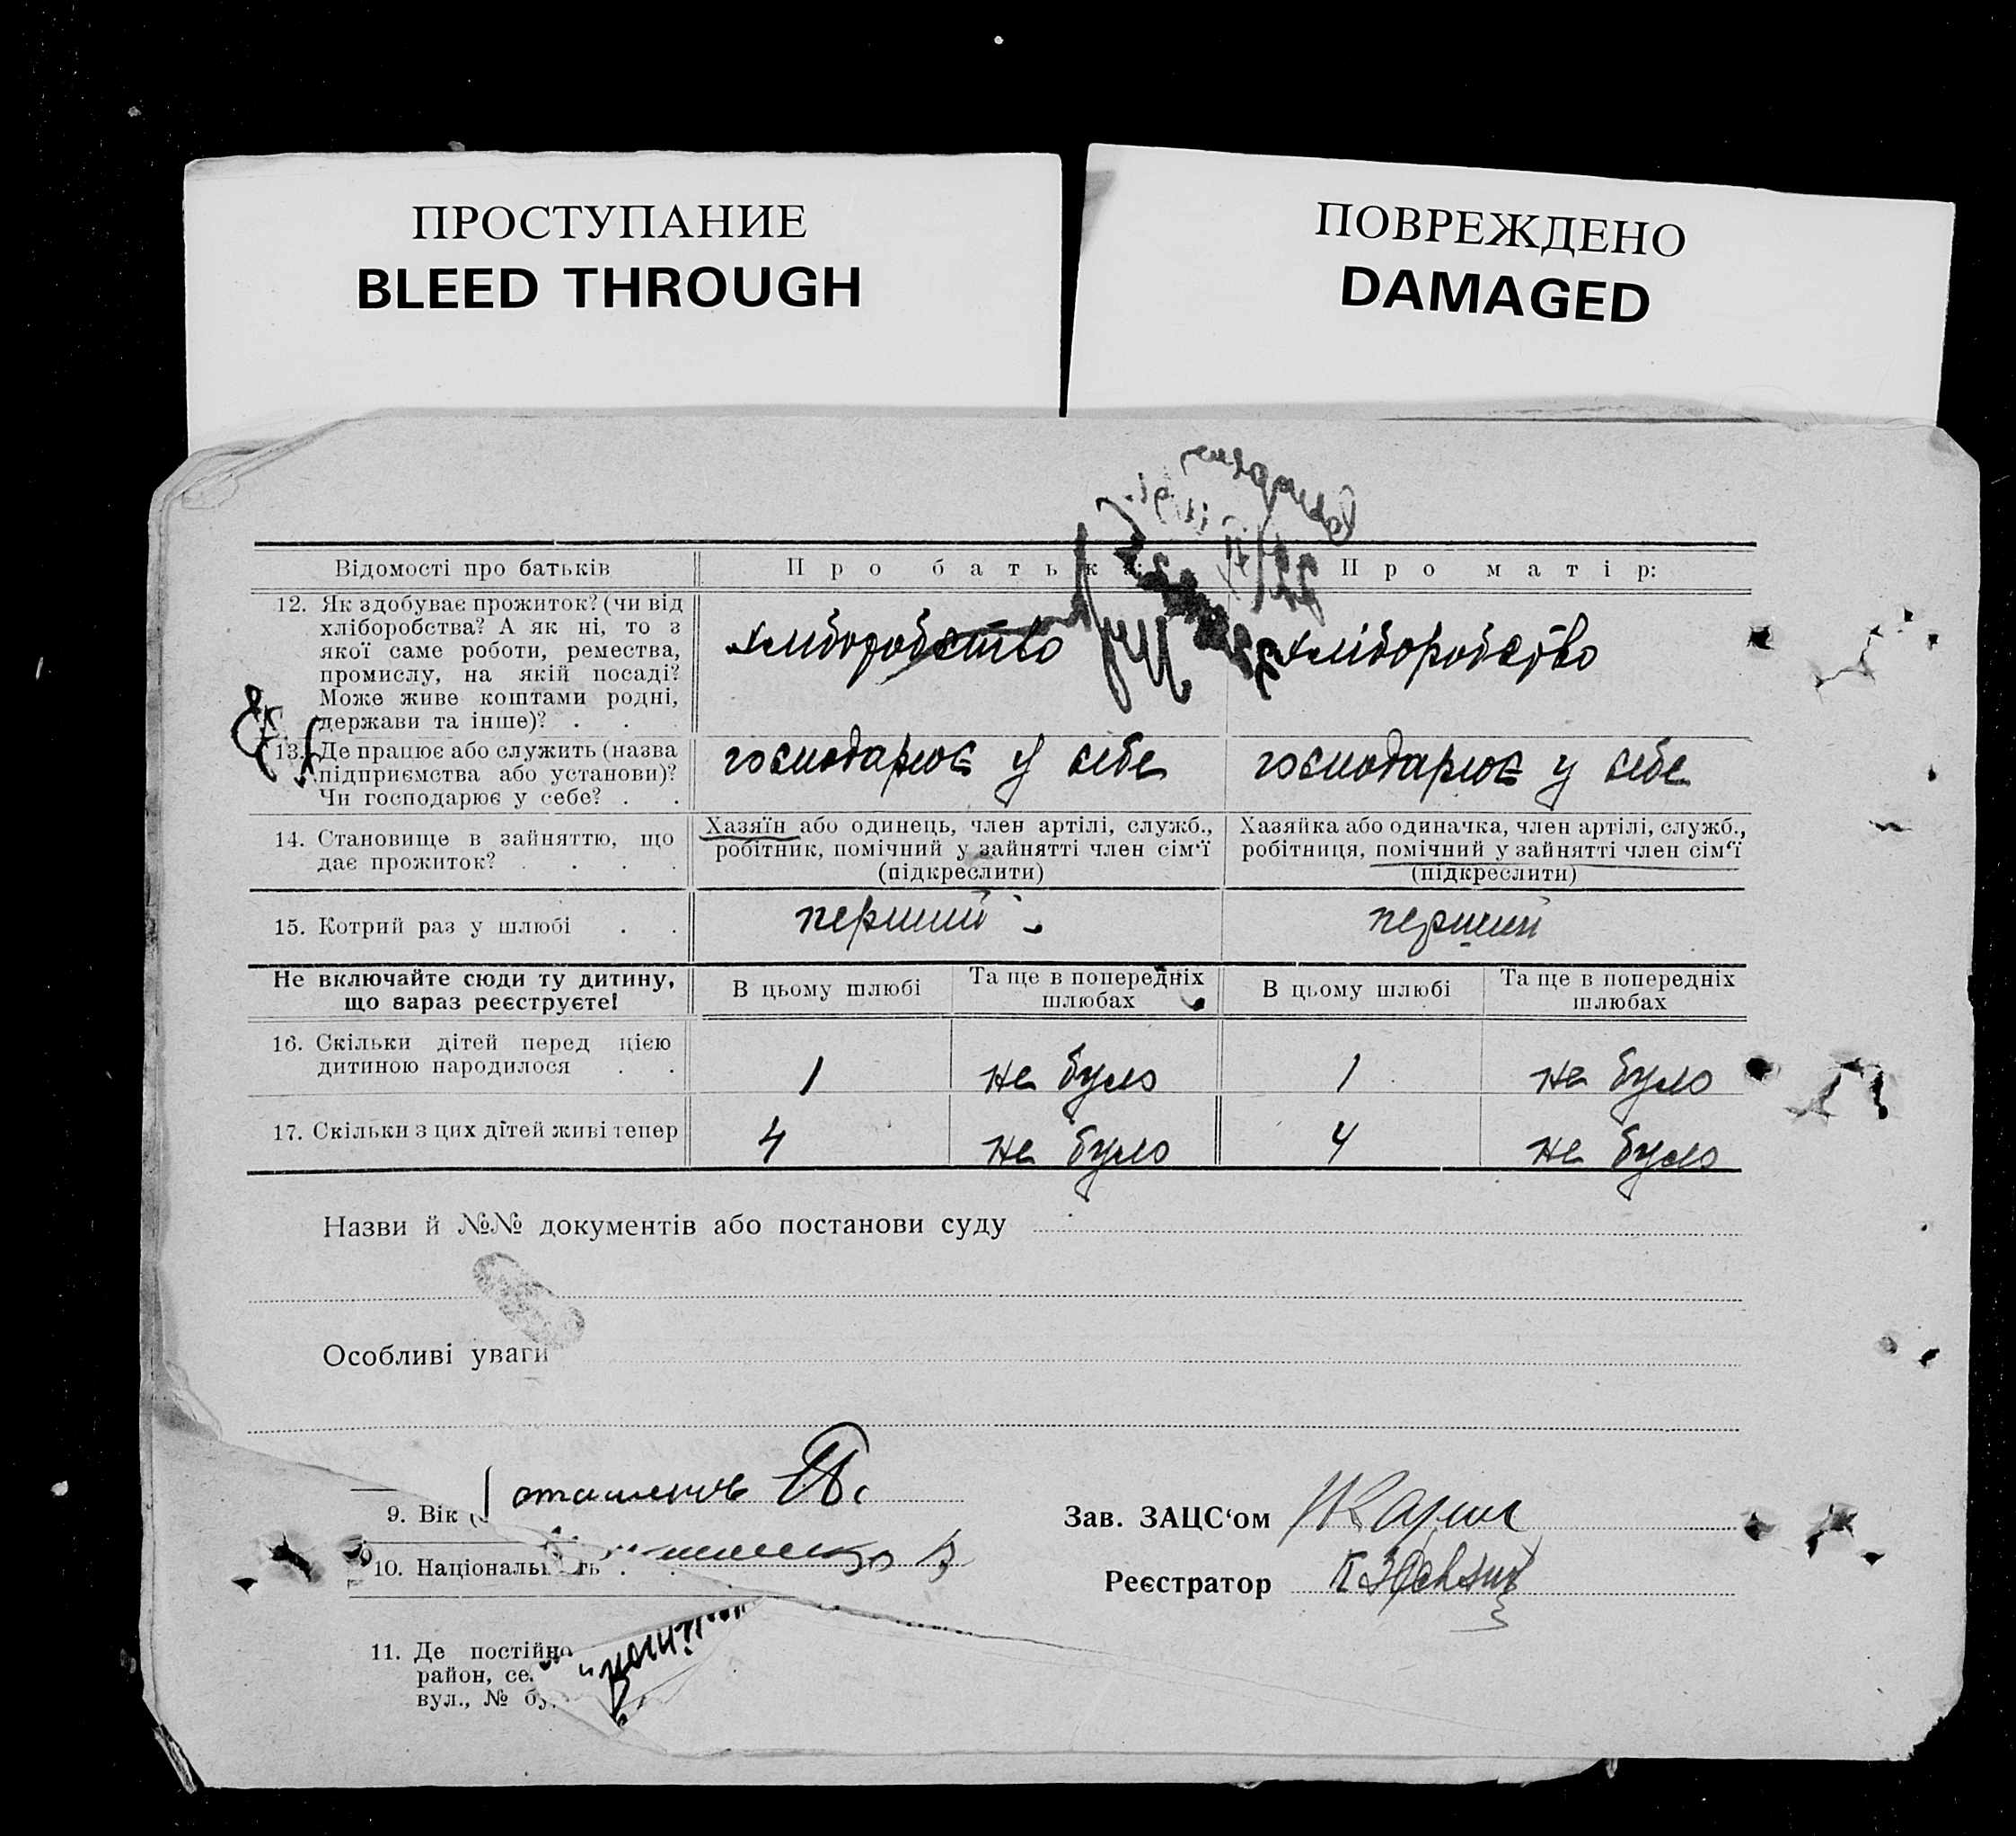 ПРОСТУПАНИЕ
BLEED THROUGH
ПОВРЕЖДЕНО
DAMAGED
Відомості про батьків
Про батька
Про матір:
12. Як здобуває прожиток? (чи від
хліборобства? А як ні, то з
якої саме роботи, ремества,
промислу, на якій посаді?
Може живе коштами родні,
держави та інше)? . . .
хліборобство
хліборобство
13. Де працює або служить (назва
підприємства або установи)?
Чи господарює у себе? . .
господарює у себе
господарює у себе
14. Становище в зайняттю, що
дає прожиток? . . . .
Хазяїн або одинець, член артілі, служб.,
робітник, помічний у зайнятті член сім‘ї
(підкреслити)
Хазяйка або одиначка, член артілі, служб.,
робітниця, помічний у зайнятті член сім‘ї
(підкреслити)
15. Котрий раз у шлюбі . .
перший
перший
Не включайте сюди ту дитину,
що зараз реєструєте!
В цьому шлюбі
Та ще в попередніх
шлюбах
В цьому шлюбі
Та ще в попередніх
шлюбах
16. Скільки дітей перед цією
дитиною народилося . .
1
не було
1
не було
17. Скільки з цих дітей живі тепер
4
не було
4
не було
Назви й №№ документів або постанови суду
Особливі уваги
9. Вік
10. Національ ть . .
Зав. ЗАЦС‘ом
Реєстратор
11. Де постійно
район, се
вул., № бу